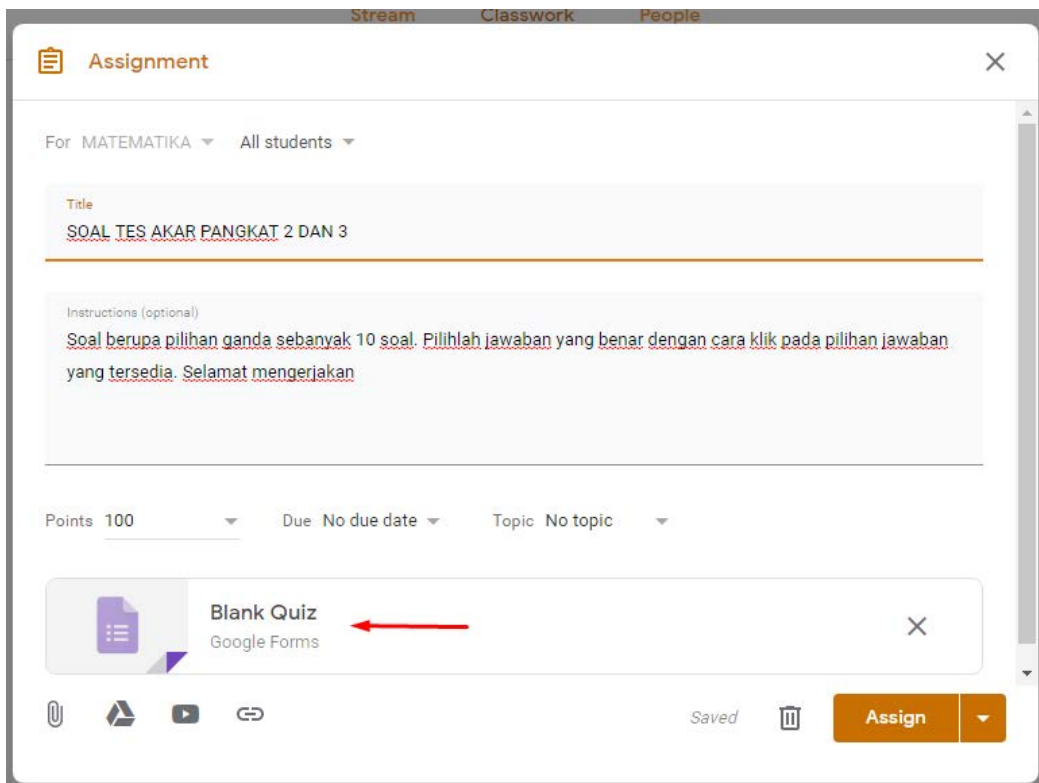 Stream Classwork People
Assignment
For MATEMATIKA All students
Title
SOAL TES AKAR PANGKAT 2 DAN 3
Instructions (optional)
Soal berupa pilihan ganda sebanyak 10 soal. Pilihlah jawaban yang benar dengan cara klik pada pilihan jawaban
yang tersedia. Selamat mengerjakan
Points 100 Due No due date Topic No topic
Blank Quiz
Google Forms
Saved Assign